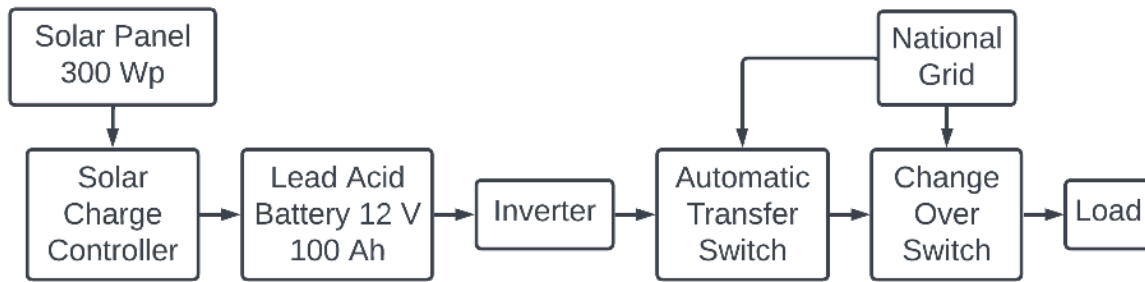 Solar Panel
300 Wp
National
Grid
Solar
Charge
Controller
Lead Acid
Battery 12 V
100 Ah
Inverter
Automatic
Transfer
Switch
Change
Over
Switch
Load